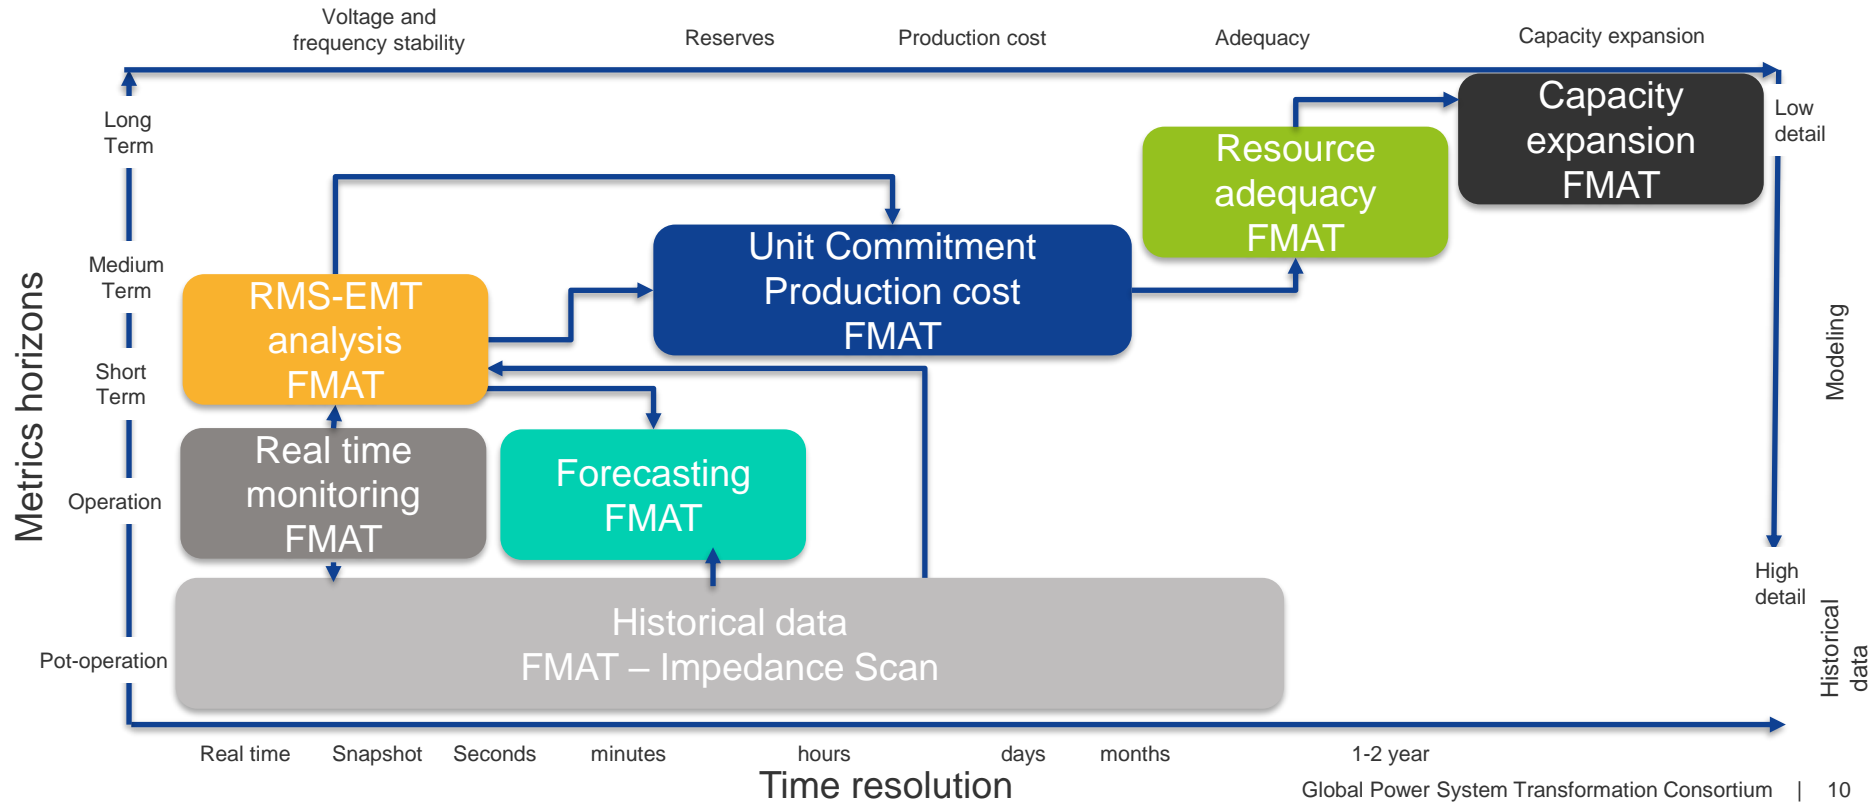 Voltage and
frequency stability
Reserves
Production cost
Adequacy
Capacity expansion
Long
Term
Capacity
expansion
FMAT
Low
detail
Resource
adequacy
FMAT
Unit Commitment
Production cost
FMAT
Medium
Term
RMS-EMT
analysis
FMAT
Metrics horizons
Short
Term
Modeling
Real time
monitoring
FMAT
Forecasting
FMAT
Operation
High
detail
Historical data
FMAT – Impedance Scan
Pot-operation
Historical
data
Real time
Snapshot
Seconds
minutes
hours
days
months
1-2 year
Time resolution
Global Power System Transformation Consortium | 10